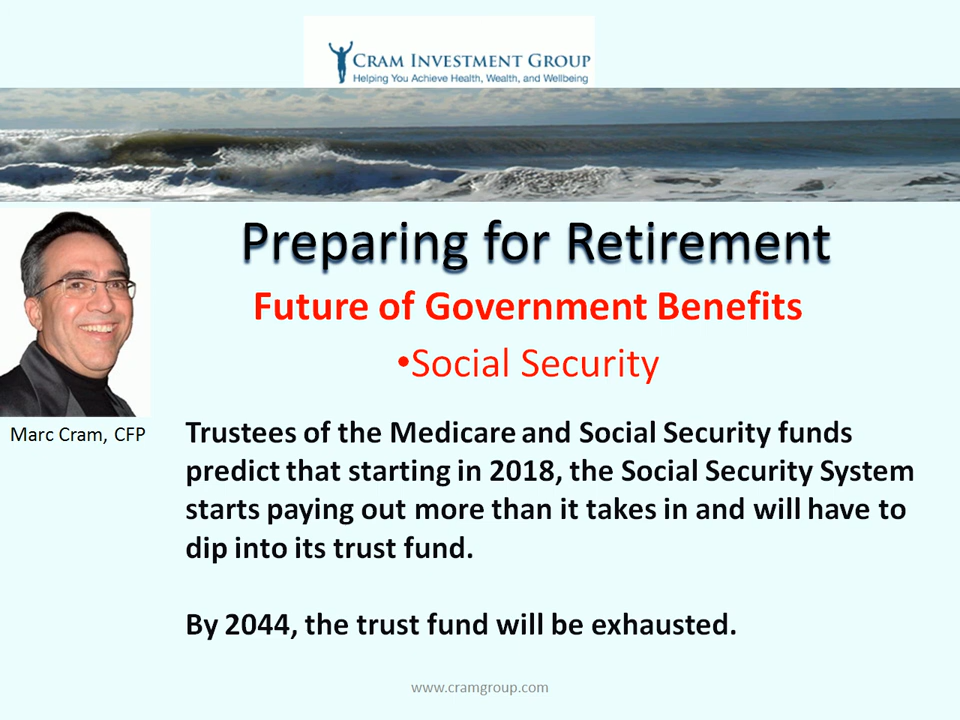 CRAM INVESTMENT GROUP
Helping You Achieve Health, Wealth, and Wellbeing
Preparing for Retirement
Future of Government Benefits
•Social Security
Marc Cram, CFP
Trustees of the Medicare and Social Security funds
predict that starting in 2018, the Social Security System
starts paying out more than it takes in and will have to
dip into its trust fund.
By 2044, the trust fund will be exhausted.
www.cramgroup.com